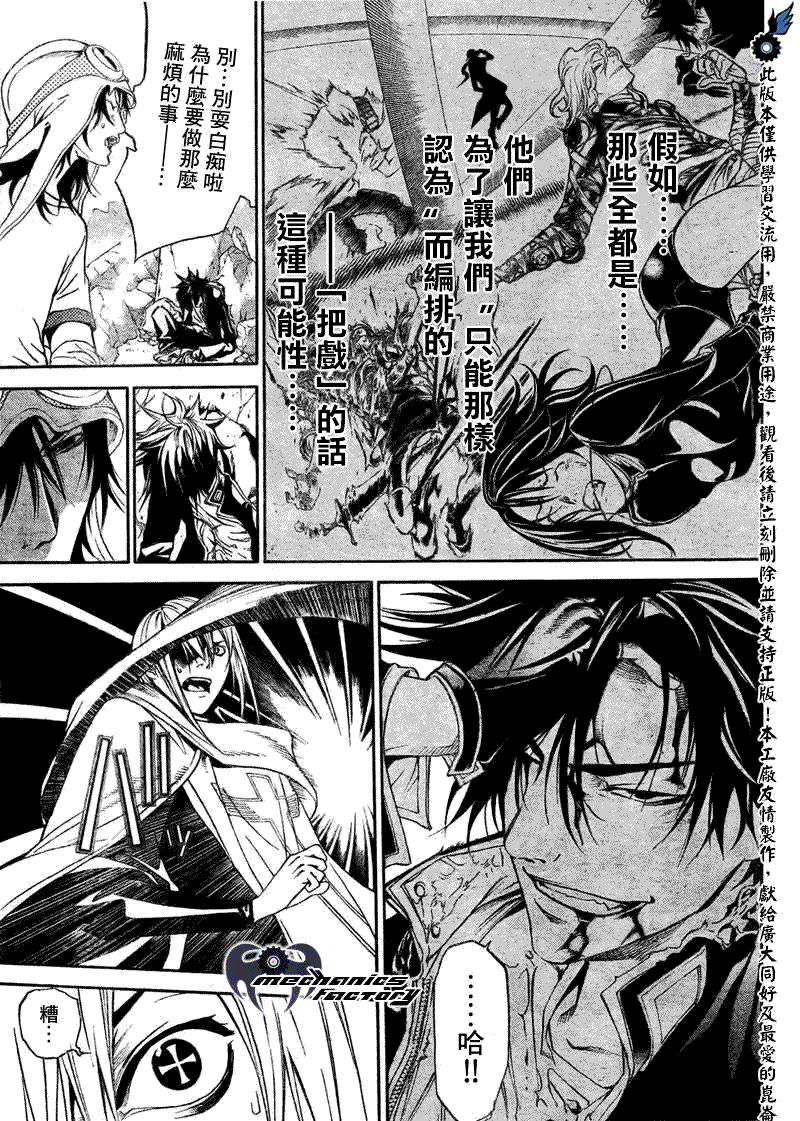 假如……
那些全都是……
他們
為了讓我們〝只能那樣
認為〝而編排的
——「把戲」的話
這種可能性……
別…別耍白痴啦
為什麼要做那麼
麻煩的事——
……哈!!
!!
糟…
mechanics
factory
此版本僅供學習交流用，嚴禁商業用途，觀看後請立刻刪除並請支持正版！本工廠友情製作，獻給廣大同好及最愛的崑崙